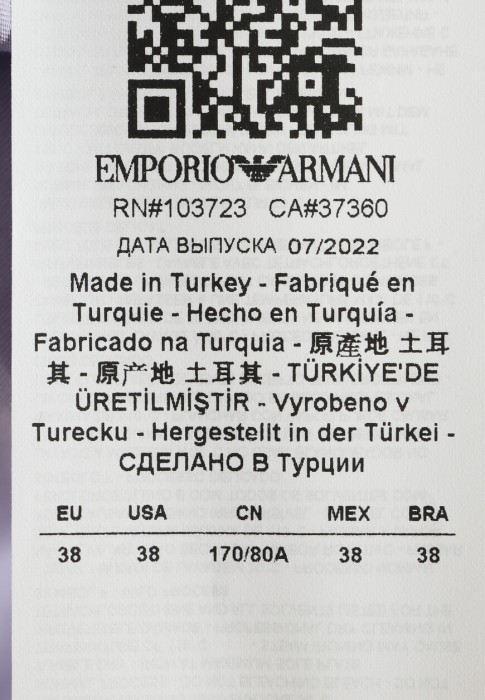 EMPORIO ARMANI
RN#103723 CA#37360
ДАТА ВЫПУСКА 07/2022
Made in Turkey - Fabriqué en
Turquie - Hecho en Turquía -
Fabricado na Turquia - 原產地 土耳
其 - 原产地 土耳其 - TÜRKİYE'DE
ÜRETİLMİŞTİR - Vyrobeno v
Turecku - Hergestellt in der Türkei -
СДЕЛАНО В Турции
EU USA CN MEX BRA
38 38 170/80A 38 38